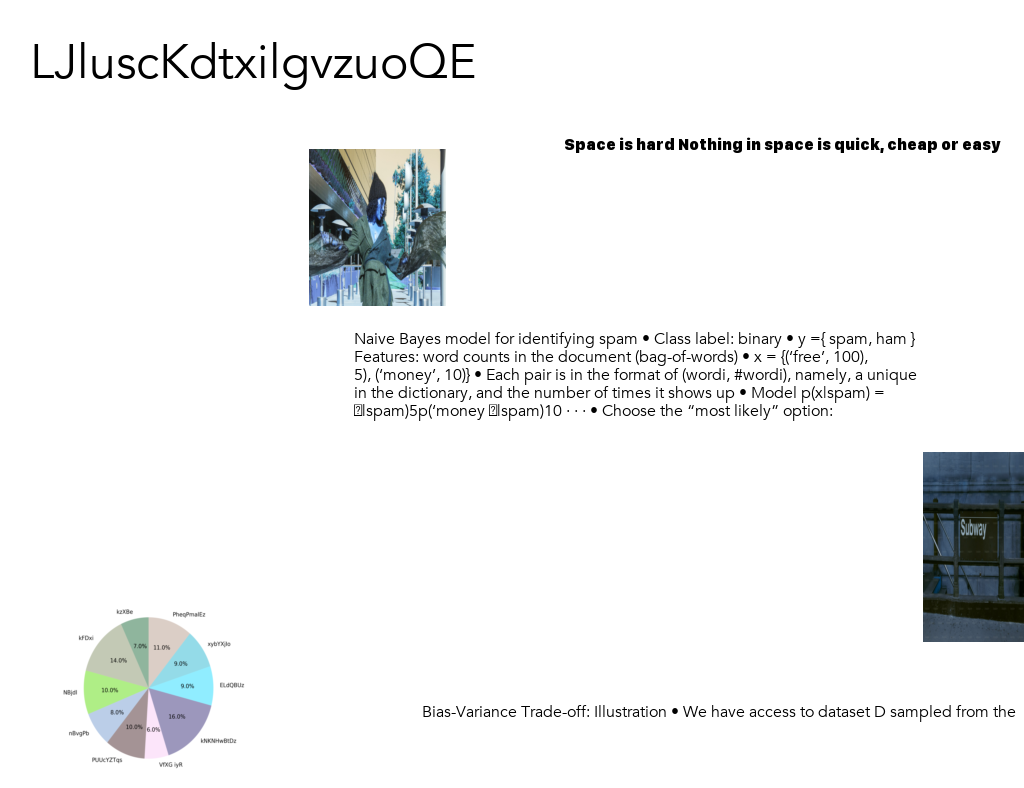 LJluscKdtxilgvzuoQE
Space is hard Nothing in space is quick, cheap or easy
Naive Bayes model for identifying spam • Class label: binary • y ={ spam, ham }
Features: word counts in the document (bag-of-words) • x = {(‘free’, 100),
5), (‘money’, 10)} • Each pair is in the format of (wordi, #wordi), namely, a unique
in the dictionary, and the number of times it shows up • Model p(x|spam) =
|spam)5p(‘money |spam)10 · · · • Choose the “most likely” option:
Subway
kzXBe
PheqPmalEz
kFDxi
xybYXjlo
7.0%
11.0%
14.0%
9.0%
NBjdl
10.0%
9.0%
ELdQBUz
8.0%
16.0%
nBvgPb
10.0%
6.0%
kNKNHwBtDz
PUUcYZTqs
VfXG iyR
Bias-Variance Trade-off: Illustration • We have access to dataset D sampled from the